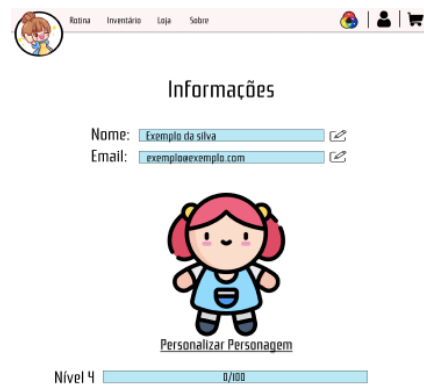 Rotina Inventário Loja Sobre
Informações
Nome: Exemplo da silva
Email: exemplo@exemplo.com
Personalizar Personagem
Nível 4 0/100